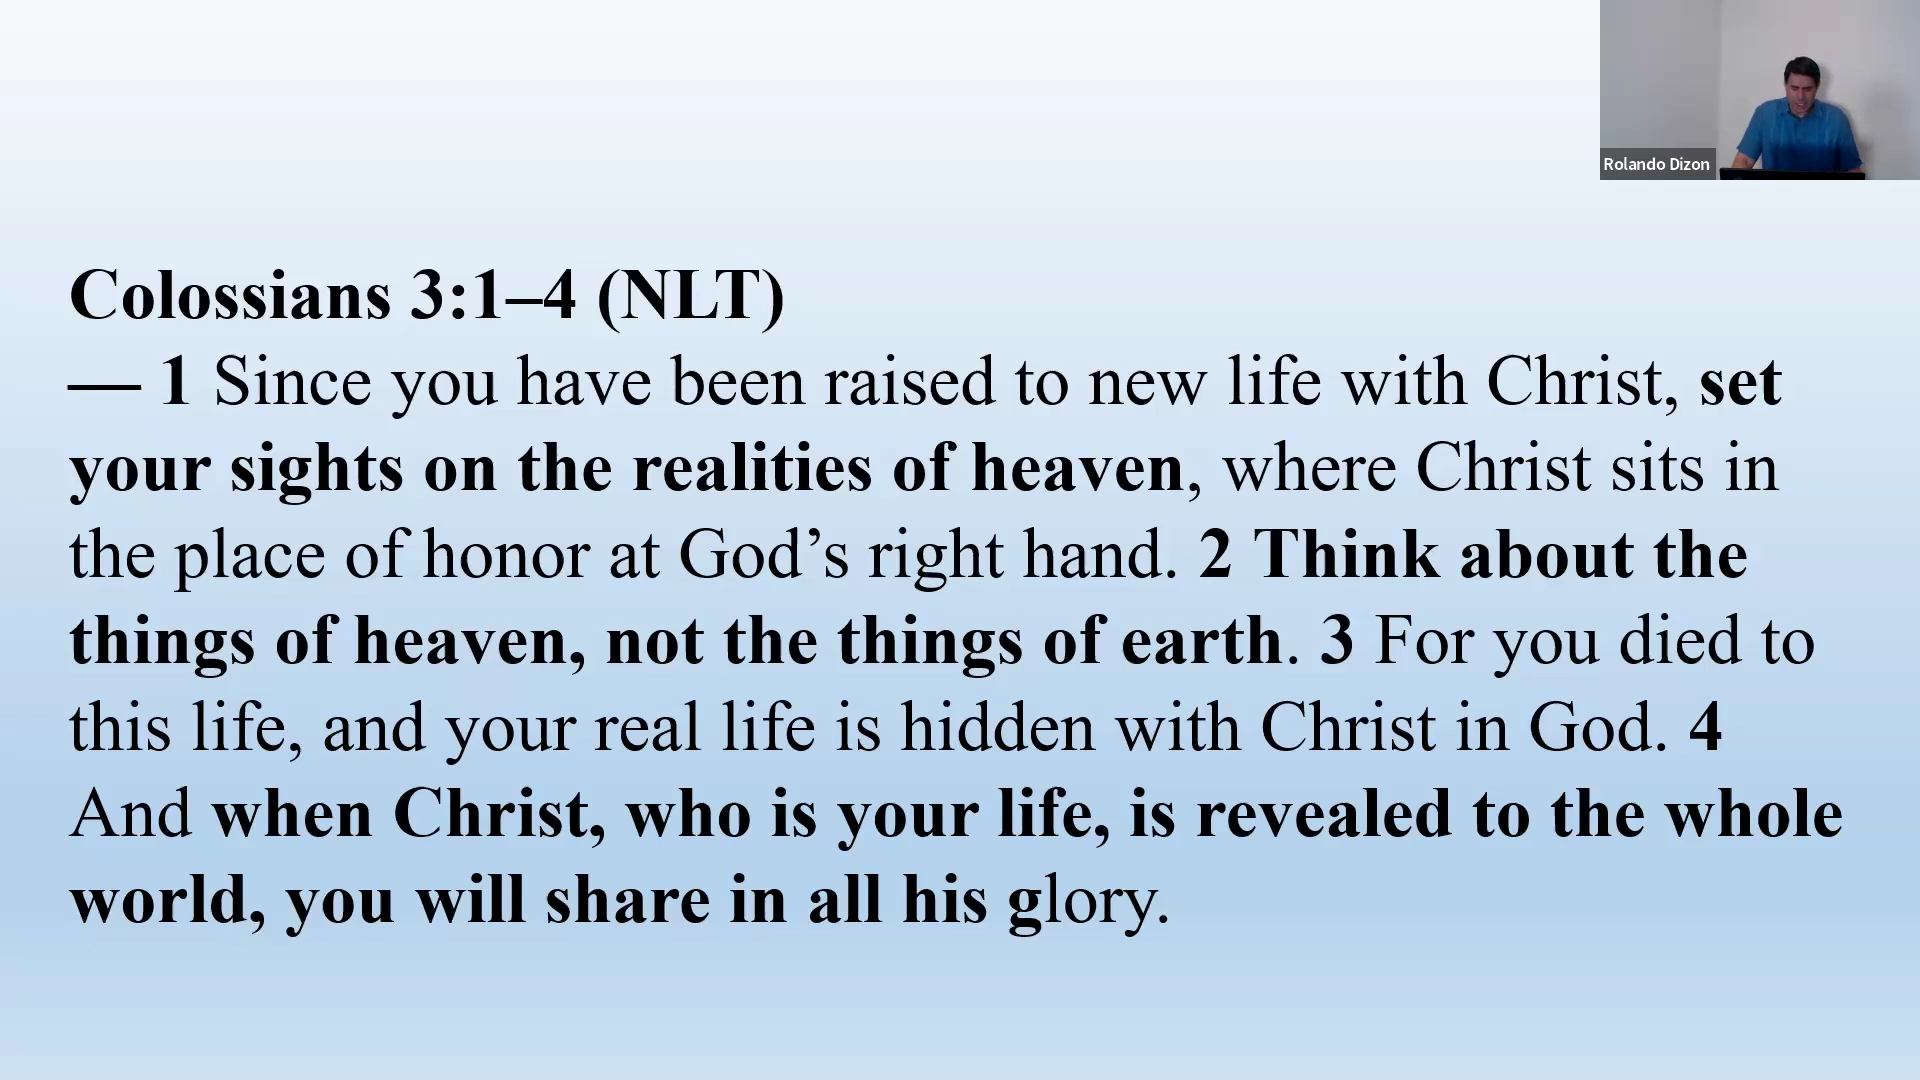 Rolando Dizon
Colossians 3:1–4 (NLT)
— 1 Since you have been raised to new life with Christ, set
your sights on the realities of heaven, where Christ sits in
the place of honor at God’s right hand. 2 Think about the
things of heaven, not the things of earth. 3 For you died to
this life, and your real life is hidden with Christ in God. 4
And when Christ, who is your life, is revealed to the whole
world, you will share in all his glory.